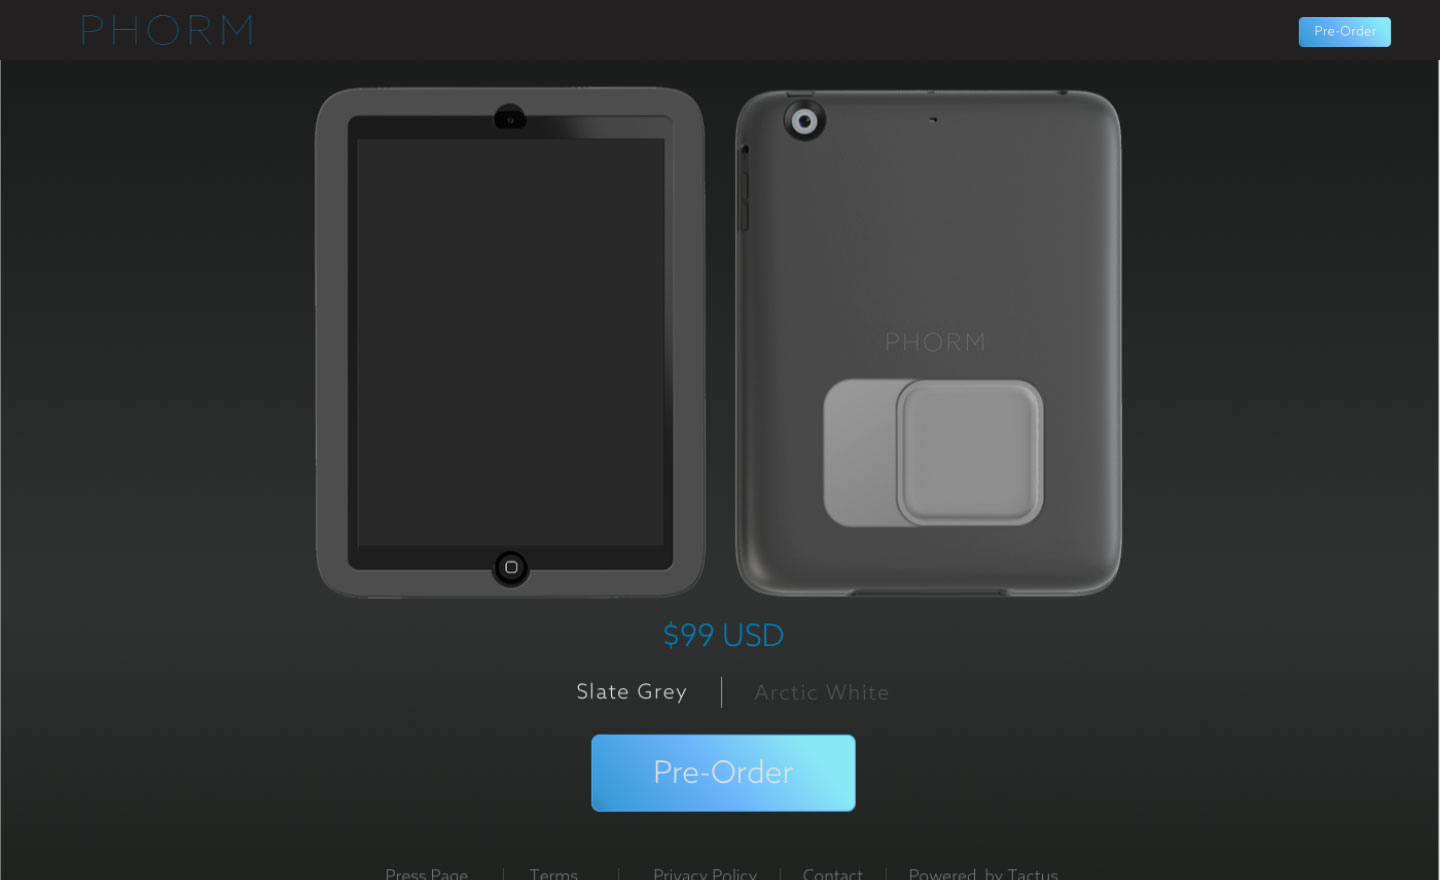 PHORM
Pre-Order
PHORM
$99 USD
Slate Grey
Arctic White
Pre-Order
Press Page
Terms
Privacy Policy
Contact
Powered by Tactus